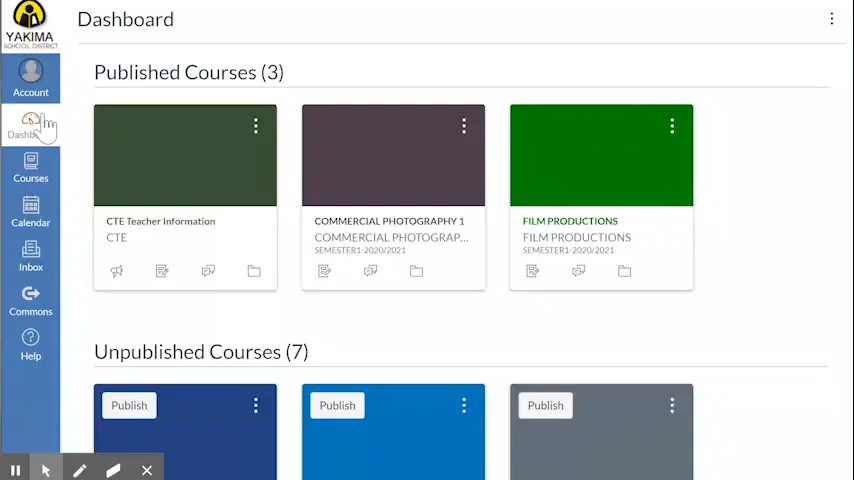 YAKIMA
SCHOOL DISTRICT
Account
Dashb
Courses
Calendar
Inbox
Commons
Help
Dashboard
Published Courses (3)
CTE Teacher Information
CTE
COMMERCIAL PHOTOGRAPHY 1
COMMERCIAL PHOTOGRAP...
SEMESTER1-2020/2021
FILM PRODUCTIONS
FILM PRODUCTIONS
SEMESTER1-2020/2021
Unpublished Courses (7)
Publish
Publish
Publish